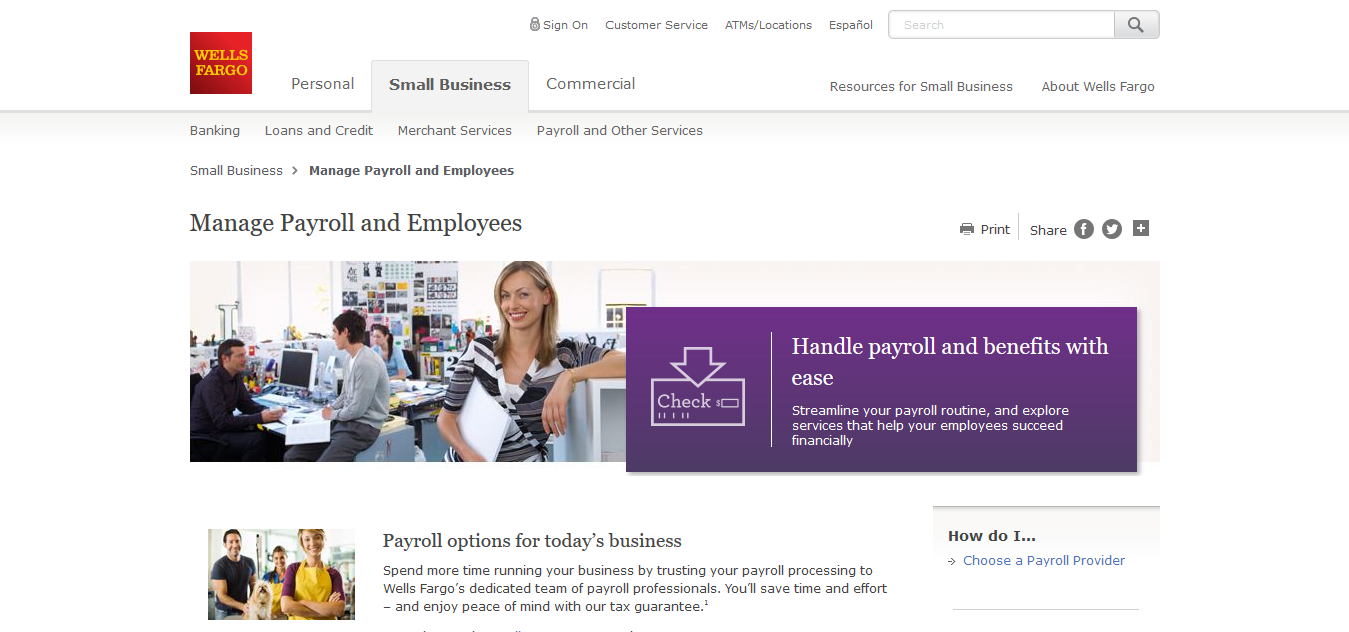 Sign On Customer Service ATMs/Locations Español Search
WELLS
FARGO
Personal Small Business Commercial Resources for Small Business About Wells Fargo
Banking Loans and Credit Merchant Services Payroll and Other Services
Small Business Manage Payroll and Employees
Manage Payroll and Employees
Print Share
Handle payroll and benefits with
ease
Check $
Streamline your payroll routine, and explore
services that help your employees succeed
financially
Payroll options for today’s business
Spend more time running your business by trusting your payroll processing to
Wells Fargo’s dedicated team of payroll professionals. You’ll save time and effort
– and enjoy peace of mind with our tax guarantee.¹
How do I...
Choose a Payroll Provider